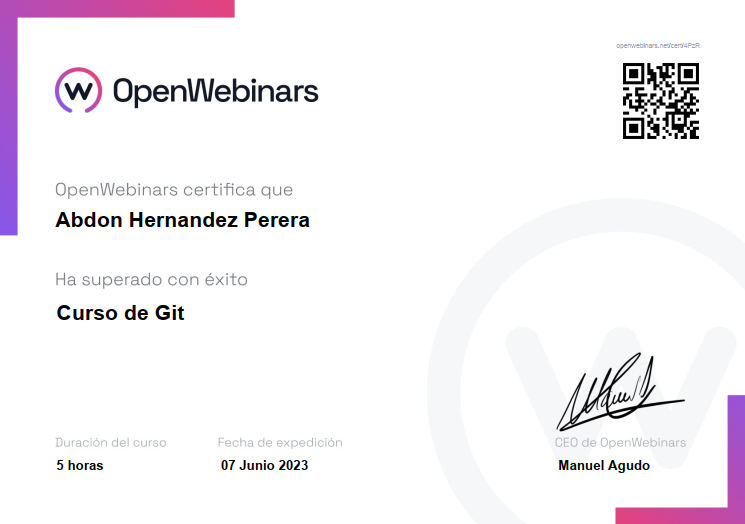 openwebinars.net/cert/4PzR
OpenWebinars
OpenWebinars certifica que
Abdon Hernandez Perera
Ha superado con éxito
Curso de Git
Duración del curso
Fecha de expedición
CEO de OpenWebinars
5 horas
07 Junio 2023
Manuel Agudo